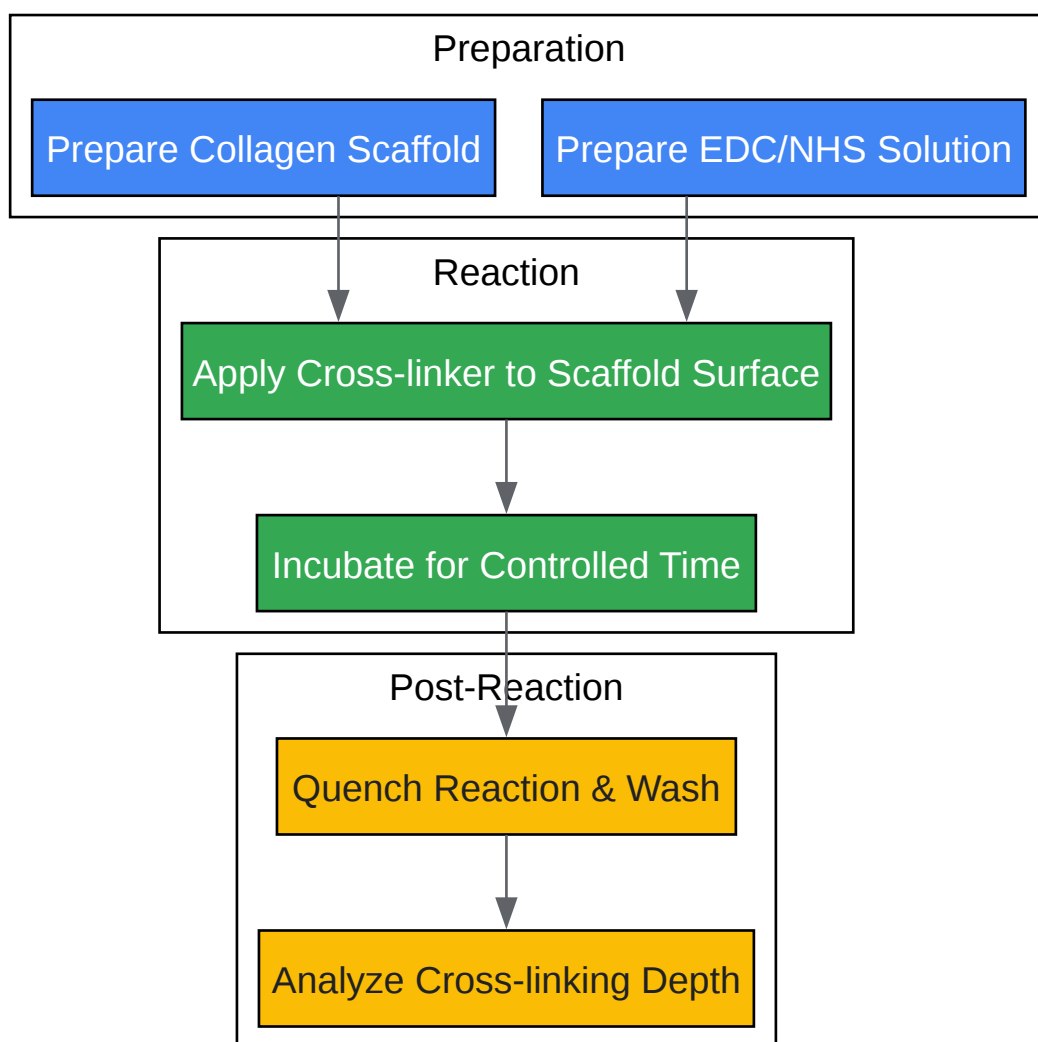 Preparation
Prepare Collagen Scaffold
Prepare EDC/NHS Solution
Reaction
Apply Cross-linker to Scaffold Surface
Incubate for Controlled Time
Post-Reaction
Quench Reaction & Wash
Analyze Cross-linking Depth